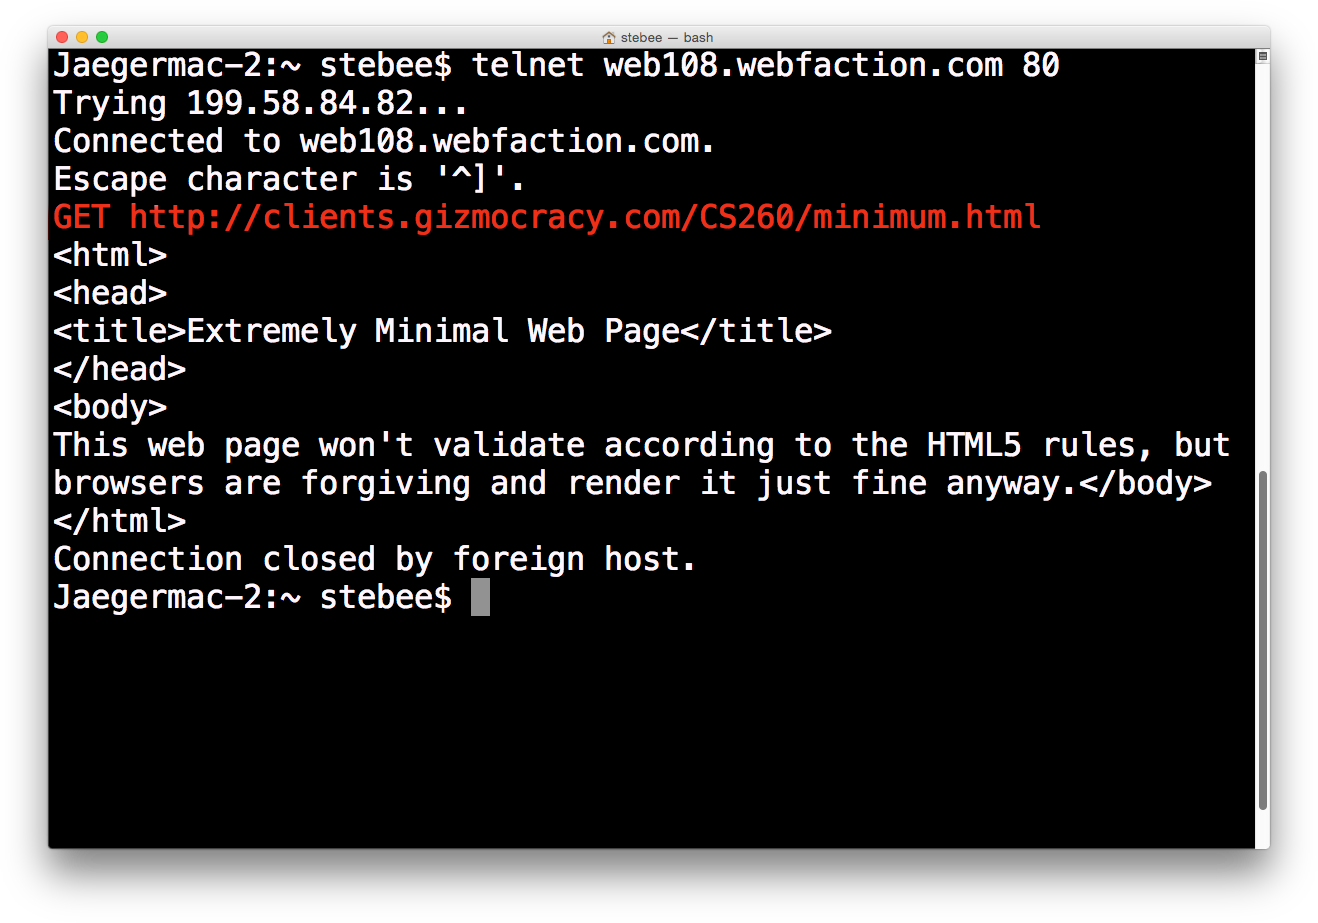 stebee — bash
Jaegermac-2:~ stebee$ telnet web108.webfaction.com 80
Trying 199.58.84.82...
Connected to web108.webfaction.com.
Escape character is '^]'.
GET http://clients.gizmocracy.com/CS260/minimum.html
<html>
<head>
<title>Extremely Minimal Web Page</title>
</head>
<body>
This web page won't validate according to the HTML5 rules, but
browsers are forgiving and render it just fine anyway.</body>
</html>
Connection closed by foreign host.
Jaegermac-2:~ stebee$